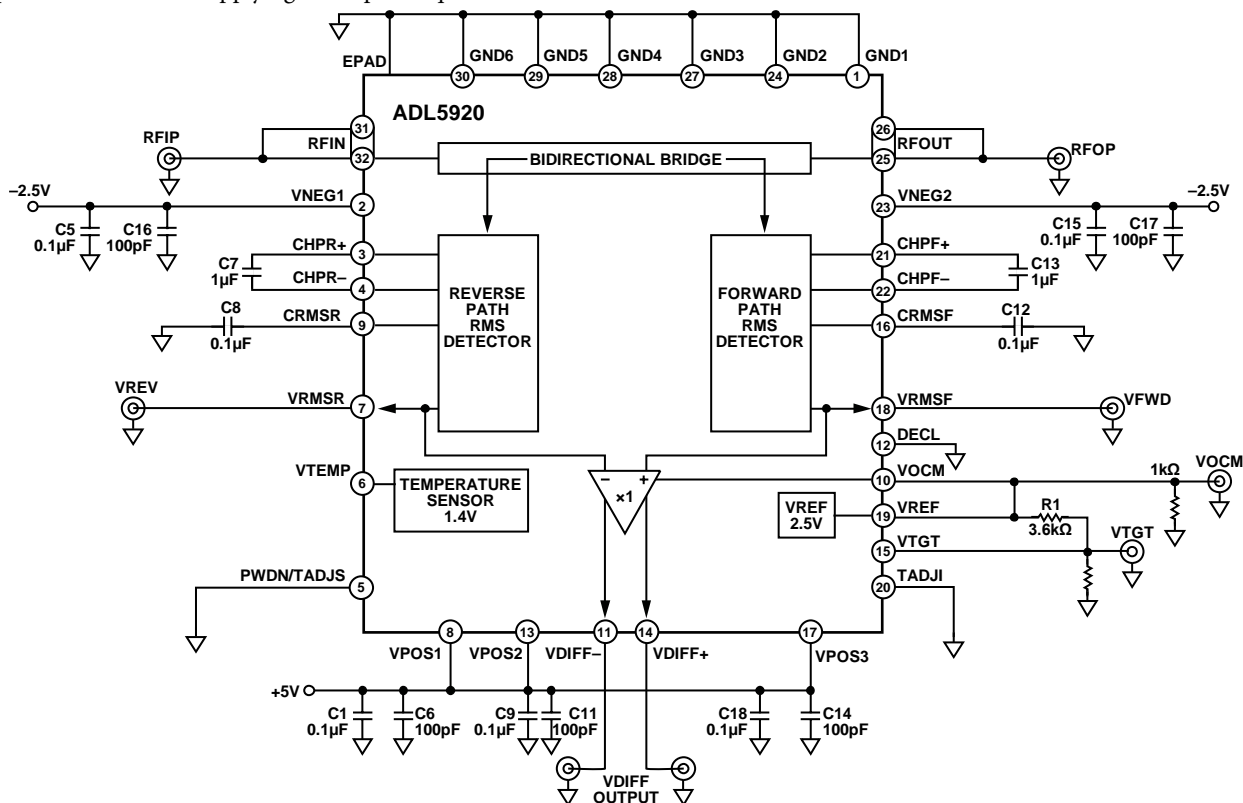 EPAD
GND6
GND5
GND4
GND3
GND2
GND1
30
29
28
27
24
1
ADL5920
31
26
RFIP
RFIN
RFOUT
RFOP
32
25
BIDIRECTIONAL BRIDGE
–2.5V
VNEG1
2
23
VNEG2
–2.5V
C5
0.1µF
C16
100pF
C15
0.1µF
C17
100pF
CHPR+
3
21
CHPF+
C7
1µF
C13
1µF
CHPR–
4
22
CHPF–
REVERSE
PATH
RMS
DETECTOR
FORWARD
PATH
RMS
DETECTOR
C8
0.1µF
CRMSR
9
16
CRMSF
C12
0.1µF
VREV
VRMSR
7
18
VRMSF
VFWD
12
DECL
VTEMP
6
TEMPERATURE
SENSOR
1.4V
–
+
×1
10
VOCM
1kΩ
VOCM
VREF
2.5V
19
VREF
R1
3.6kΩ
15
VTGT
VTGT
PWDN/TADJS
5
20
TADJI
8
13
11
14
17
VPOS1
VPOS2
VDIFF–
VDIFF+
VPOS3
+5V
C1
0.1µF
C6
100pF
C9
0.1µF
C11
100pF
C18
0.1µF
C14
100pF
VDIFF
OUTPUT